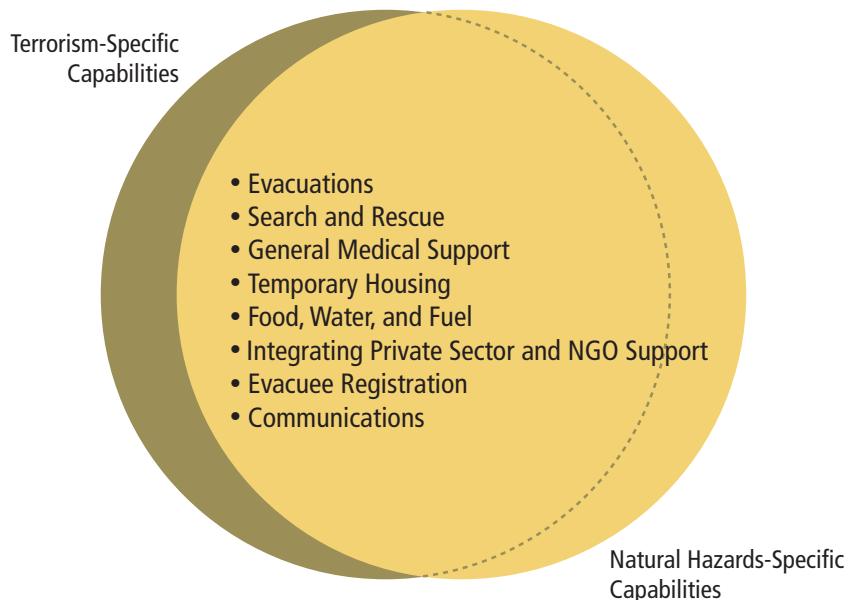 Terrorism-Specific
Capabilities
• Evacuations
• Search and Rescue
• General Medical Support
• Temporary Housing
• Food, Water, and Fuel
• Integrating Private Sector and NGO Support
• Evacuee Registration
• Communications
Natural Hazards-Specific
Capabilities